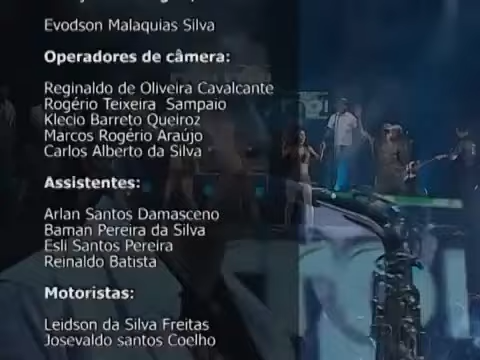 Evodson Malaquias Silva
Operadores de câmera:
Reginaldo de Oliveira Cavalcante
Rogério Teixeira Sampaio
Klecio Barreto Queiroz
Marcos Rogério Araújo
Carlos Alberto da Silva
Assistentes:
Arlan Santos Damasceno
Baman Pereira da Silva
Esli Santos Pereira
Reinaldo Batista
Motoristas:
Leidson da Silva Freitas
Josevaldo santos Coelho